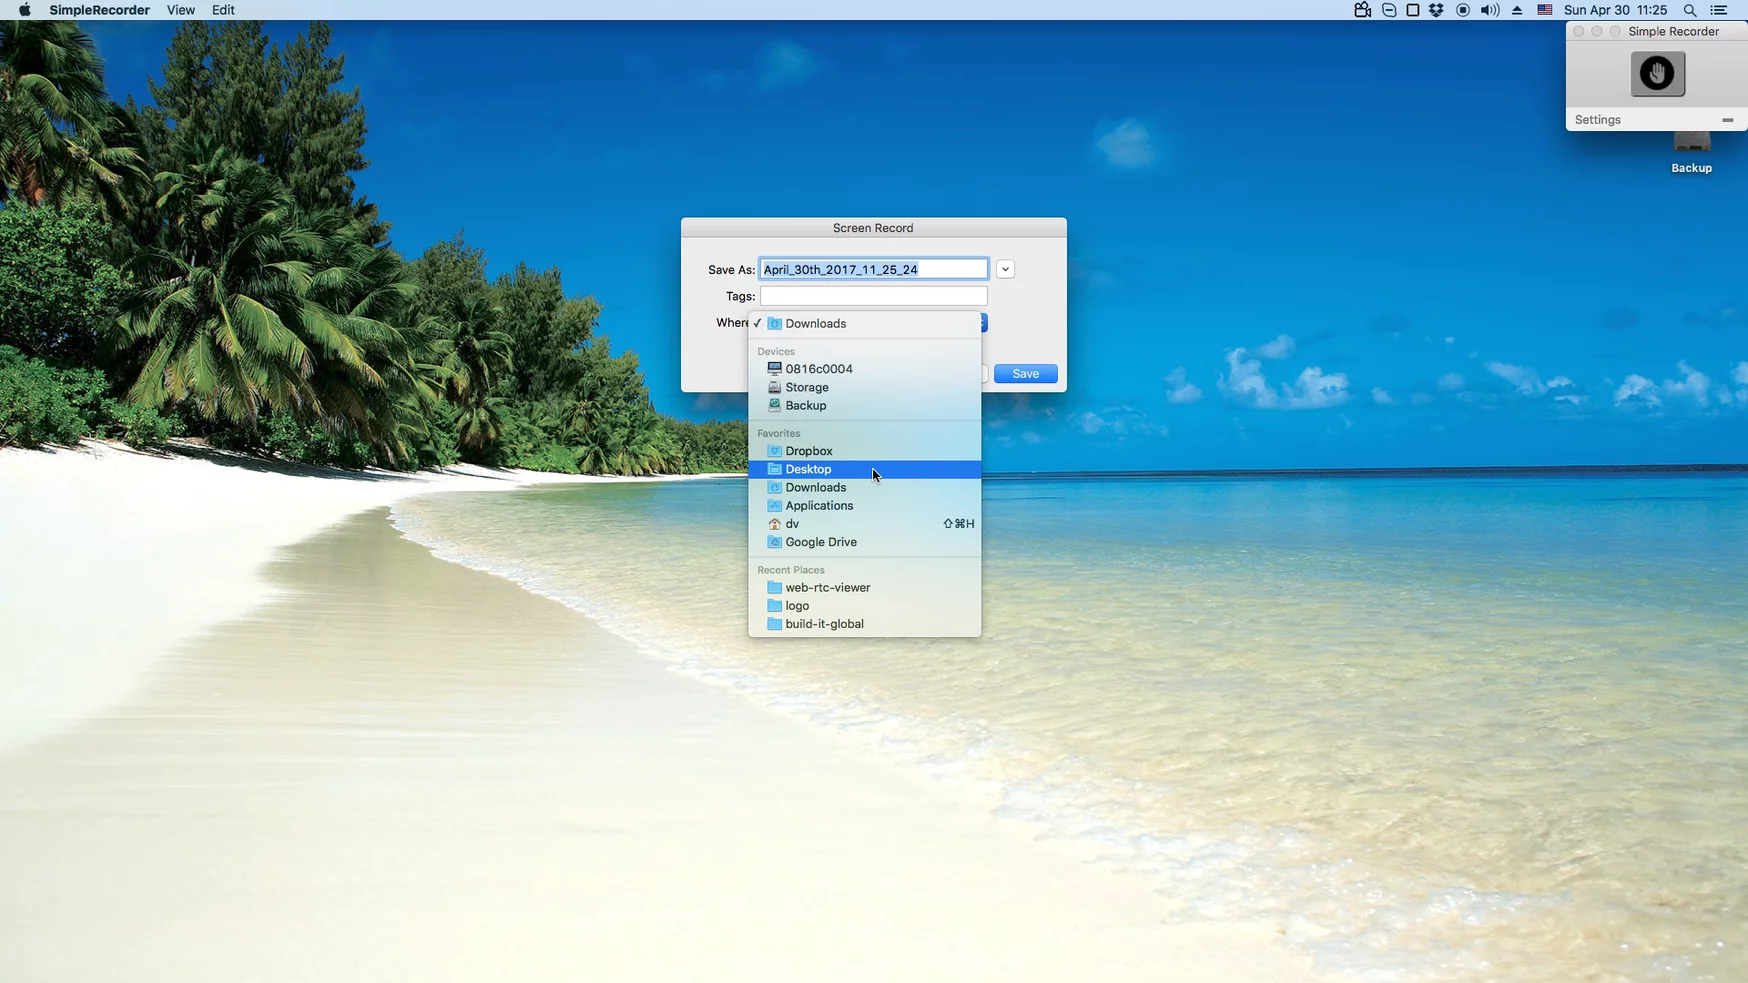 SimpleRecorder View Edit Sun Apr 30 11:25
Simple Recorder
Settings
Backup
Screen Record
Save As: April_30th_2017_11_25_24
Tags:
Where ✓ Downloads
Devices
0816c0004
Storage
Backup
Save
Favorites
Dropbox
Desktop
Downloads
Applications
dv ⇧⌘H
Google Drive
Recent Places
web-rtc-viewer
logo
build-it-global